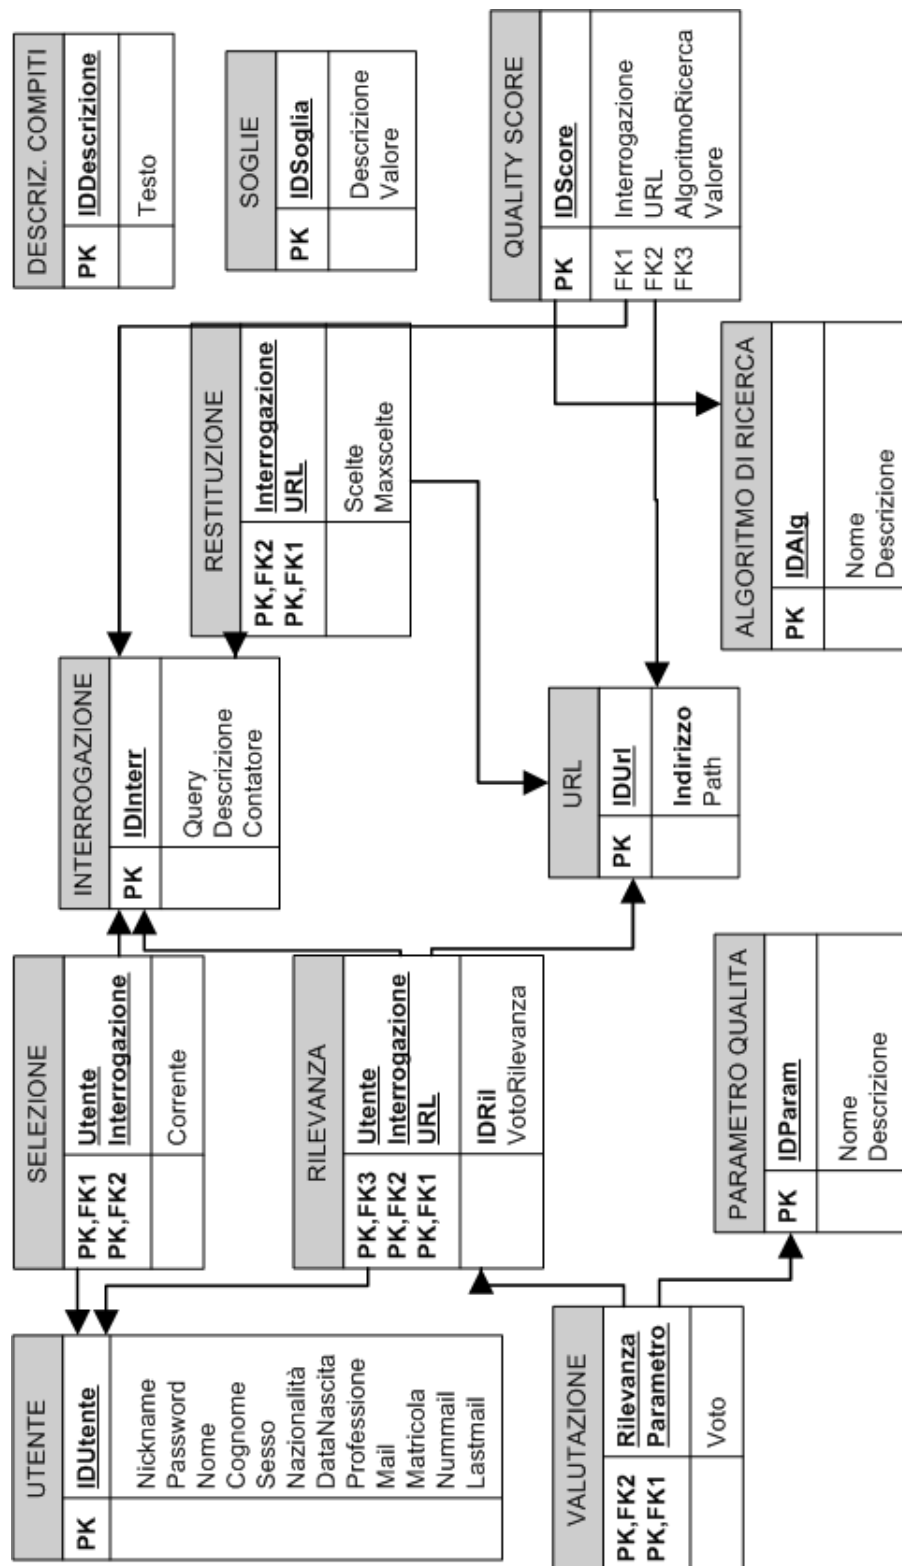 UTENTE
PK IDUtente
Nickname
Password
Nome
Cognome
Sesso
Nazionalità
DataNascita
Professione
Mail
Matricola
Nummail
Lastmail
SELEZIONE
PK,FK1 Utente
PK,FK2 Interrogazione
Corrente
INTERROGAZIONE
PK IDInterr
Query
Descrizione
Contatore
DESCRIZ. COMPITI
PK IDDescrizione
Testo
RESTITUZIONE
PK,FK2 Interrogazione
PK,FK1 URL
Scelte
Maxscelte
SOGLIE
PK IDSoglia
Descrizione
Valore
RILEVANZA
PK,FK3 Utente
PK,FK2 Interrogazione
PK,FK1 URL
IDRil
VotoRilevanza
URL
PK IDUrl
Indirizzo
Path
QUALITY SCORE
PK IDScore
FK1 Interrogazione
FK2 URL
FK3 AlgoritmoRicerca
Valore
VALUTAZIONE
PK,FK2 Rilevanza
PK,FK1 Parametro
Voto
PARAMETRO QUALITA
PK IDParam
Nome
Descrizione
ALGORITMO DI RICERCA
PK IDAlg
Nome
Descrizione